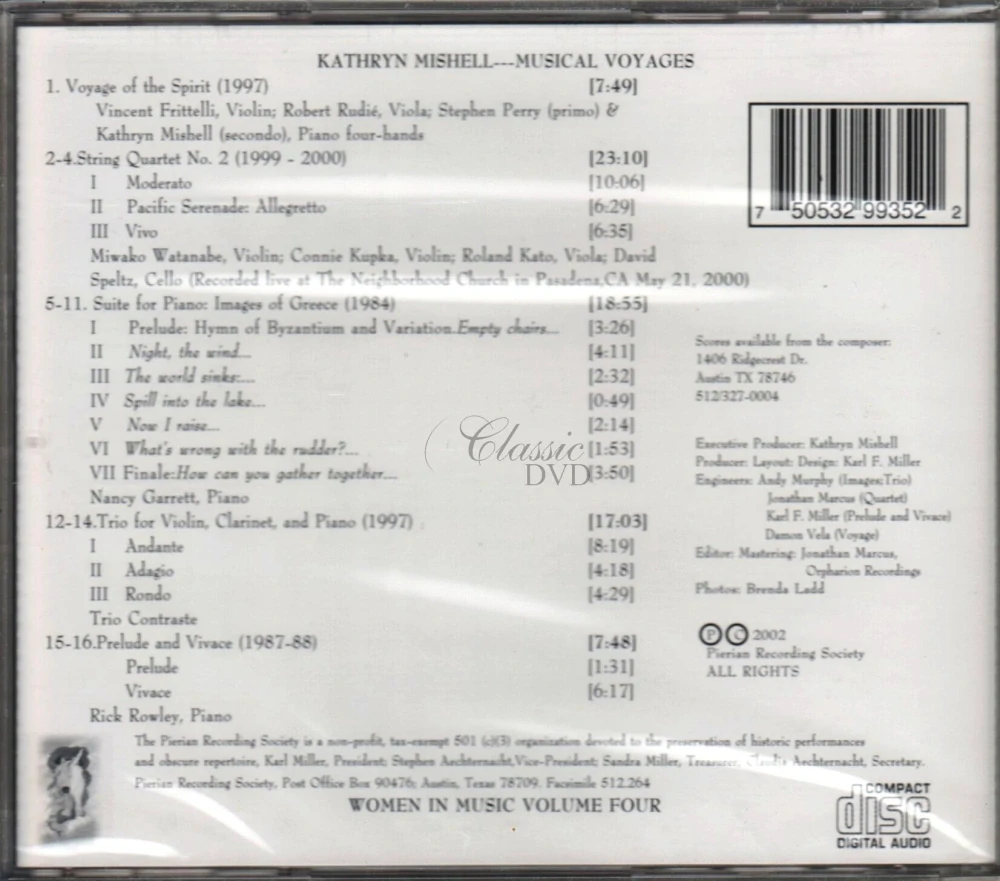 KATHRYN MISHELL---MUSICAL VOYAGES
1. Voyage of the Spirit (1997) [7:49]
Vincent Frittelli, Violin; Robert Rudié, Viola; Stephen Perry (primo) &
Kathryn Mishell (secondo), Piano four-hands
2-4.String Quartet No. 2 (1999 - 2000) [23:10]
I Moderato [10:06]
II Pacific Serenade: Allegretto [6:29]
III Vivo [6:35]
Miwako Watanabe, Violin; Connie Kupka, Violin; Roland Kato, Viola; David
Speltz, Cello (Recorded live at The Neighborhood Church in Pasadena,CA May 21, 2000)
5-11. Suite for Piano: Images of Greece (1984) [18:55]
I Prelude: Hymn of Byzantium and Variation.Empty chairs... [3:26]
II Night, the wind... [4:11]
III The world sinks:... [2:32]
IV Spill into the lake... [0:49]
V Now I raise... [2:14]
VI What's wrong with the rudder?... [1:53]
VII Finale:How can you gather together... [3:50]
Nancy Garrett, Piano
12-14.Trio for Violin, Clarinet, and Piano (1997) [17:03]
I Andante [8:19]
II Adagio [4:18]
III Rondo [4:29]
Trio Contraste
15-16.Prelude and Vivace (1987-88) [7:48]
Prelude [1:31]
Vivace [6:17]
Rick Rowley, Piano
7 50532 99352 2
Scores available from the composer:
1406 Ridgecrest Dr.
Austin TX 78746
512/327-0004
Classic
DVD
Executive Producer: Kathryn Mishell
Producer: Layout: Design: Karl F. Miller
Engineers: Andy Murphy (Images;Trio)
Jonathan Marcus (Quartet)
Karl F. Miller (Prelude and Vivace)
Damon Vela (Voyage)
Editor: Mastering: Jonathan Marcus,
Orpharion Recordings
Photos: Brenda Ladd
Ⓟ Ⓒ 2002
Pierian Recording Society
ALL RIGHTS
The Pierian Recording Society is a non-profit, tax-exempt 501 (c)(3) organization devoted to the preservation of historic performances
and obscure repertoire, Karl Miller, President; Stephen Aechternacht,Vice-President; Sandra Miller, Treasurer, Claudia Aechternacht, Secretary.
Pierian Recording Society, Post Office Box 90476; Austin, Texas 78709. Facsimile 512.264
WOMEN IN MUSIC VOLUME FOUR
COMPACT
disc
DIGITAL AUDIO